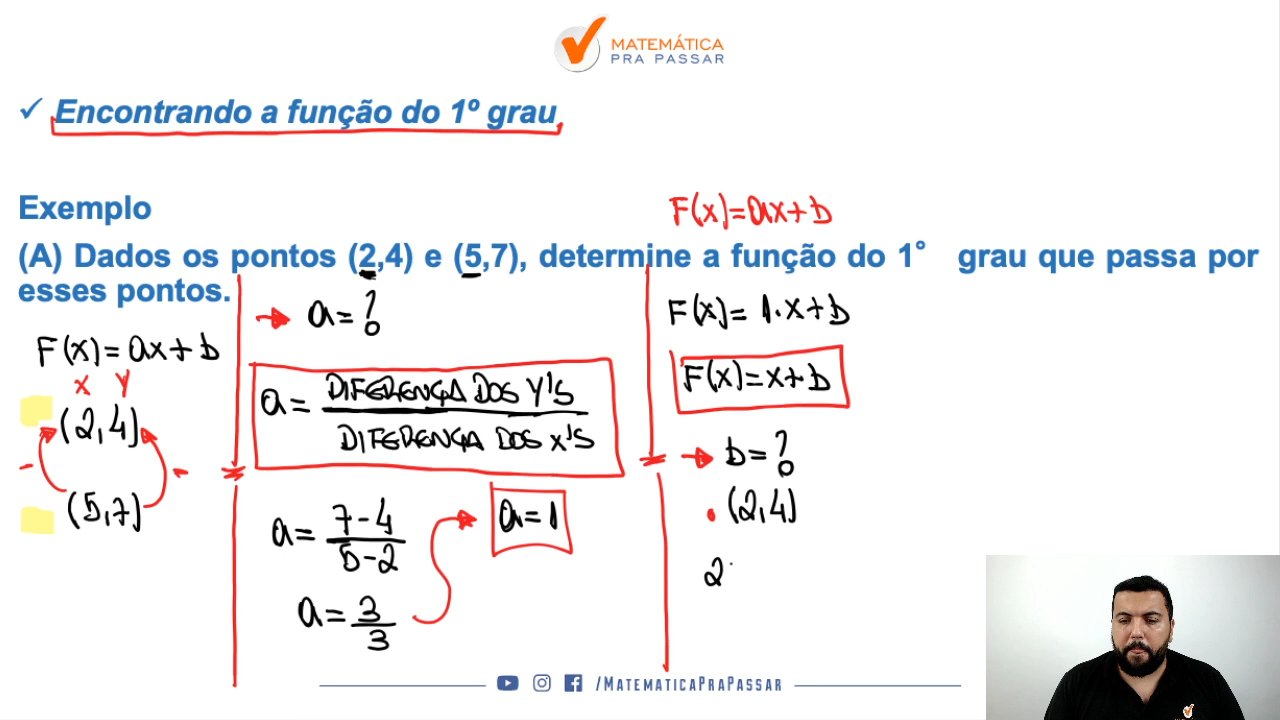 MATEMÁTICA
PRA PASSAR
✓ Encontrando a função do 1º grau
Exemplo
F(x)=ax+b
(A) Dados os pontos (2,4) e (5,7), determine a função do 1° grau que passa por
esses pontos.
F(x)=ax+b
x y
(2,4)
- -
(5,7)
a=?
a= DIFERENÇA DOS Y'S
DIFERENÇA DOS X'S
a= 7-4
5-2
a=1
a= 3
3
F(x)=1·x+b
F(x)=x+b
b=?
(2,4)
2
/MATEMATICAPRAPASSAR